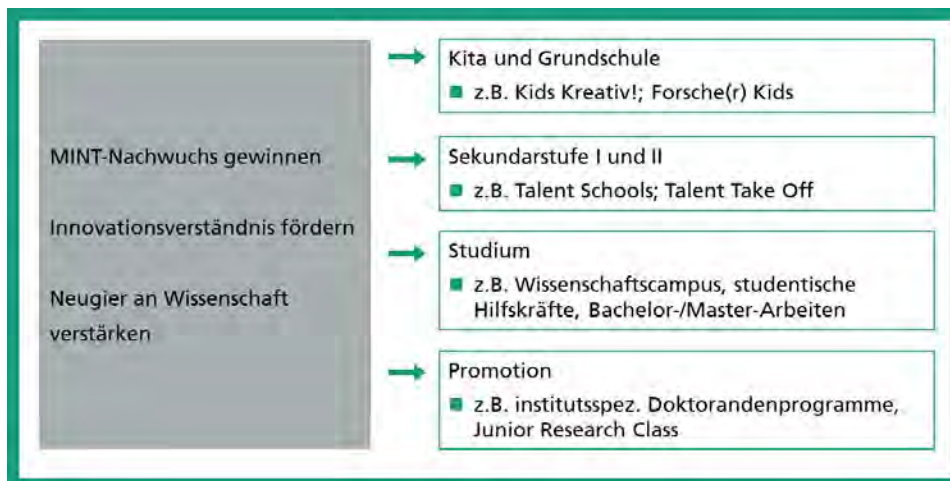 MINT-Nachwuchs gewinnen
Innovationsverständnis fördern
Neugier an Wissenschaft
verstärken
Kita und Grundschule
z.B. Kids Kreativ!; Forsche(r) Kids
Sekundarstufe I und II
z.B. Talent Schools; Talent Take Off
Studium
z.B. Wissenschaftscampus, studentische
Hilfskräfte, Bachelor-/Master-Arbeiten
Promotion
z.B. institutsspez. Doktorandenprogramme,
Junior Research Class